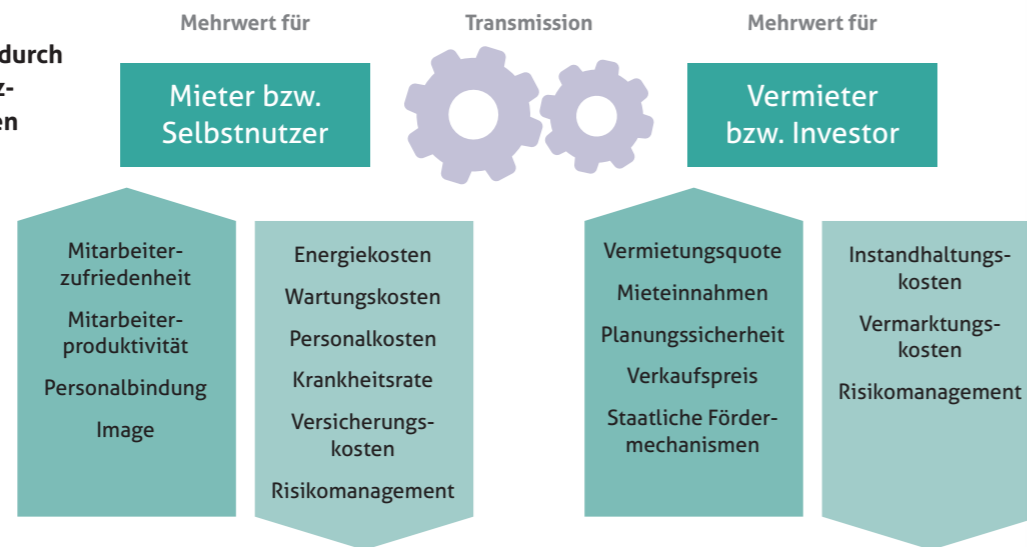 durch
z-
en
Mehrwert für
Transmission
Mehrwert für
Mieter bzw.
Selbstnutzer
Vermieter
bzw. Investor
Mitarbeiter-
zufriedenheit
Mitarbeiter-
produktivität
Personalbindung
Image
Energiekosten
Wartungskosten
Personalkosten
Krankheitsrate
Versicherungs-
kosten
Risikomanagement
Vermietungsquote
Mieteinnahmen
Planungssicherheit
Verkaufspreis
Staatliche Förder-
mechanismen
Instandhaltungs-
kosten
Vermarktungs-
kosten
Risikomanagement